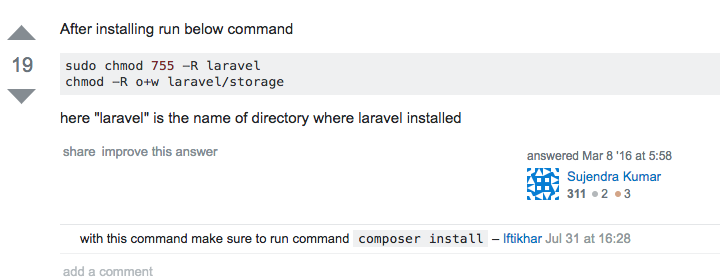 After installing run below command
19
sudo chmod 755 -R laravel
chmod -R o+w laravel/storage
here "laravel" is the name of directory where laravel installed
share improve this answer
answered Mar 8 '16 at 5:58
Sujendra Kumar
311 ●2 ●3
with this command make sure to run command composer install – Iftikhar Jul 31 at 16:28
add a comment